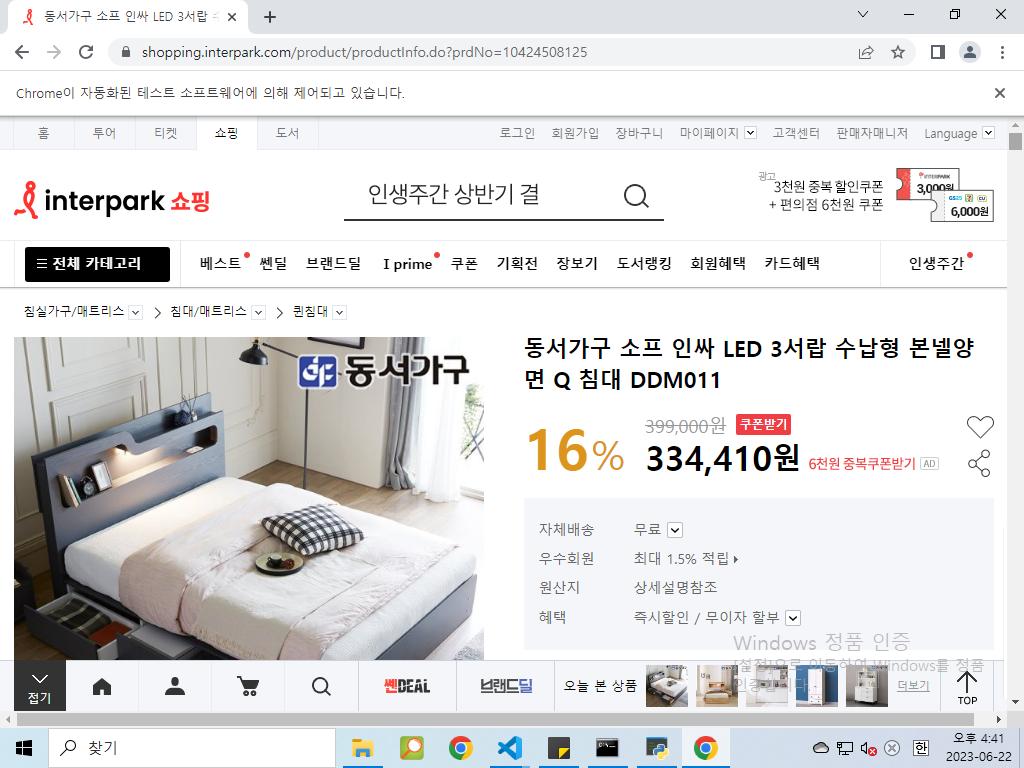 동서가구 소프 인싸 LED 3서랍 수
shopping.interpark.com/product/productInfo.do?prdNo=10424508125
Chrome이 자동화된 테스트 소프트웨어에 의해 제어되고 있습니다.
홈 투어 티켓 쇼핑 도서 로그인 회원가입 장바구니 마이페이지 고객센터 판매자매니저 Language
interpark 쇼핑
인생주간 상반기 결
광고
3천원 중복 할인쿠폰
+ 편의점 6천원 쿠폰
INTERPARK
3,000원
GS25 CU
6,000원
전체 카테고리 베스트 쎈딜 브랜드딜 I prime 쿠폰 기획전 장보기 도서랭킹 회원혜택 카드혜택 인생주간
침실가구/매트리스 침대/매트리스 퀸침대
동서가구
동서가구 소프 인싸 LED 3서랍 수납형 본넬양
면 Q 침대 DDM011
399,000원 쿠폰받기
16% 334,410원 6천원 중복쿠폰받기 AD
자체배송 무료
우수회원 최대 1.5% 적립
원산지 상세설명참조
혜택 즉시할인 / 무이자 할부
Windows 정품 인증
[설정]으로 이동하여 Windows를 정품
인증합니다.
접기 쎈DEAL 브랜드딜 오늘 본 상품 더보기 TOP
찾기
한
오후 4:41
2023-06-22